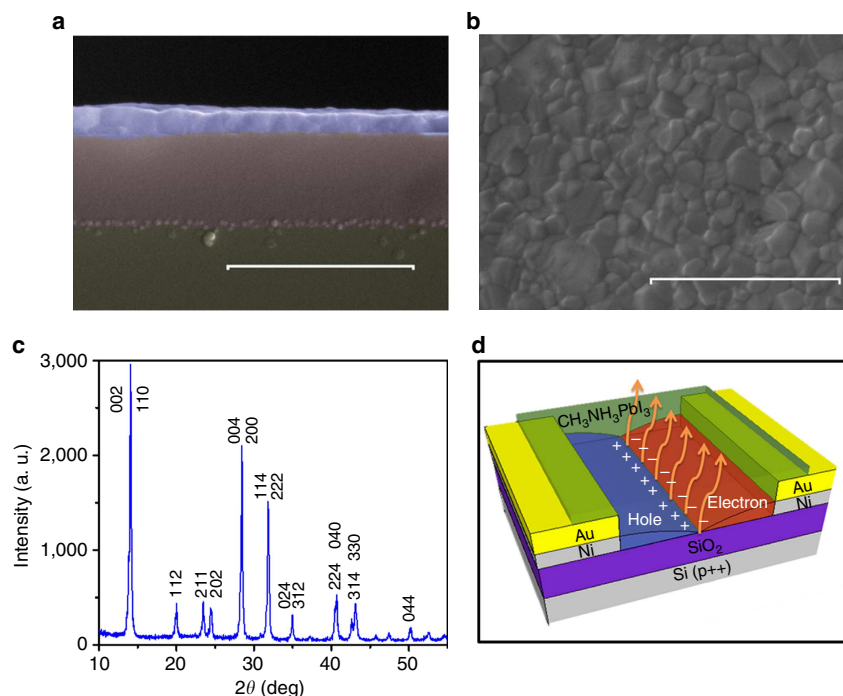 a
b
c
3,000
2,000
1,000
0
Intensity (a. u.)
002
110
112
211
202
004
200
114
222
024
312
224
040
314
330
044
10
20
30
40
50
2θ (deg)
d
CH3NH3PbI3
+ + + + + + + +
– – – – – – –
Hole
Electron
Au
Ni
Au
Ni
SiO2
Si (p++)